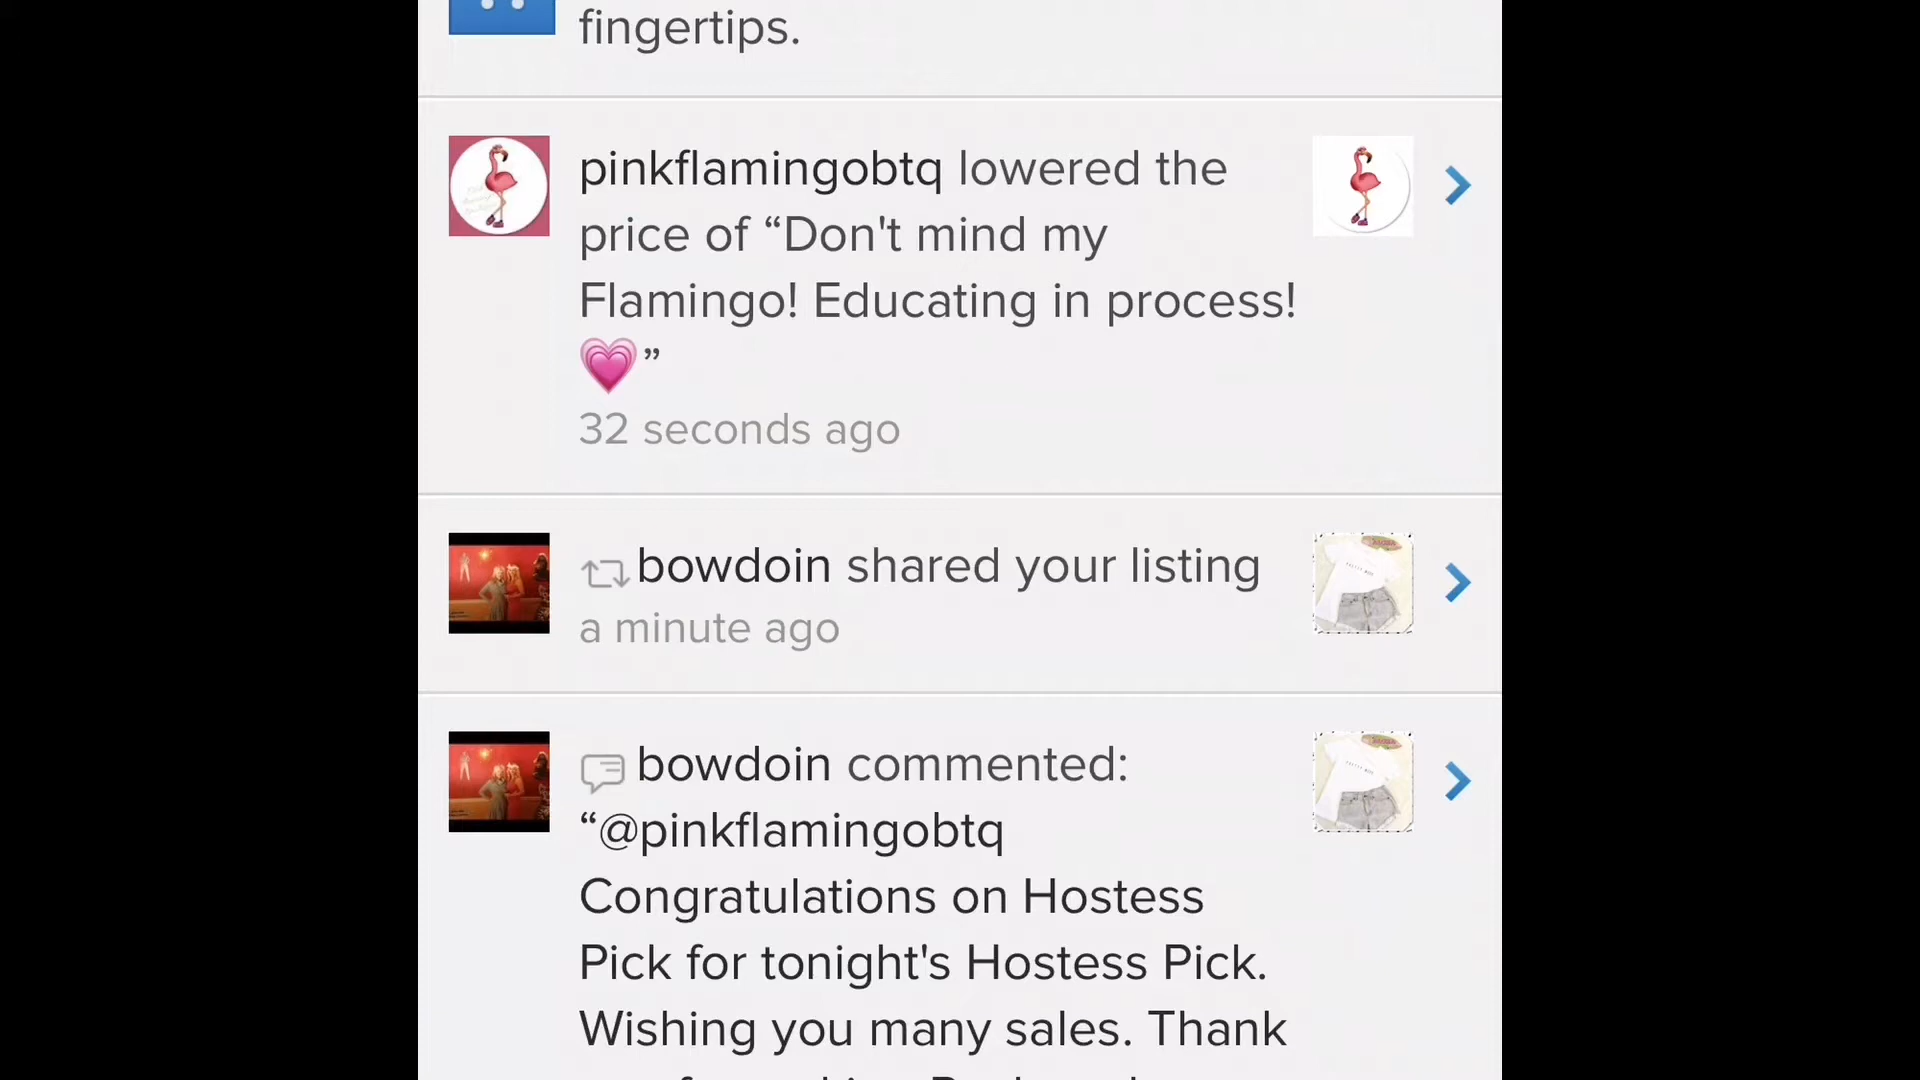 fingertips.
pinkflamingobtq lowered the
price of “Don't mind my
Flamingo! Educating in process!
💗”
32 seconds ago
bowdoin shared your listing
a minute ago
bowdoin commented:
“@pinkflamingobtq
Congratulations on Hostess
Pick for tonight's Hostess Pick.
Wishing you many sales. Thank